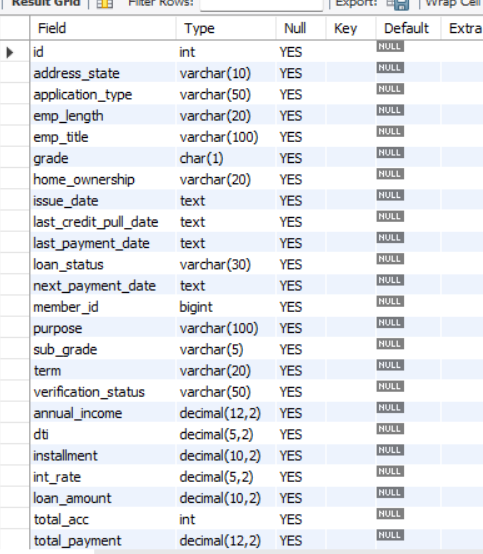 Result Grid Filter Rows: Export: Wrap Cell
Field Type Null Key Default Extra
id int YES NULL
address_state varchar(10) YES NULL
application_type varchar(50) YES NULL
emp_length varchar(20) YES NULL
emp_title varchar(100) YES NULL
grade char(1) YES NULL
home_ownership varchar(20) YES NULL
issue_date text YES NULL
last_credit_pull_date text YES NULL
last_payment_date text YES NULL
loan_status varchar(30) YES NULL
next_payment_date text YES NULL
member_id bigint YES NULL
purpose varchar(100) YES NULL
sub_grade varchar(5) YES NULL
term varchar(20) YES NULL
verification_status varchar(50) YES NULL
annual_income decimal(12,2) YES NULL
dti decimal(5,2) YES NULL
installment decimal(10,2) YES NULL
int_rate decimal(5,2) YES NULL
loan_amount decimal(10,2) YES NULL
total_acc int YES NULL
total_payment decimal(12,2) YES NULL